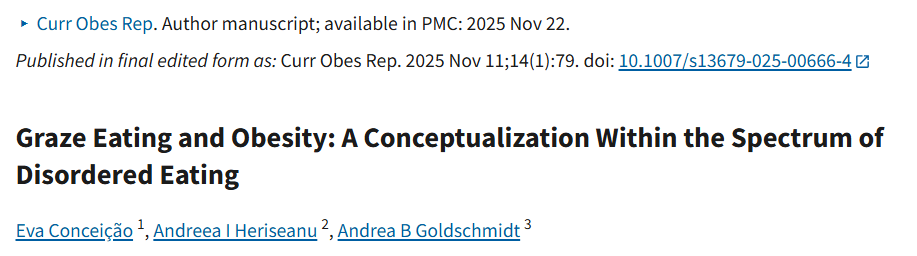 ▸ Curr Obes Rep. Author manuscript; available in PMC: 2025 Nov 22.
Published in final edited form as: Curr Obes Rep. 2025 Nov 11;14(1):79. doi: 10.1007/s13679-025-00666-4
Graze Eating and Obesity: A Conceptualization Within the Spectrum of
Disordered Eating
Eva Conceição 1, Andreea I Heriseanu 2, Andrea B Goldschmidt 3